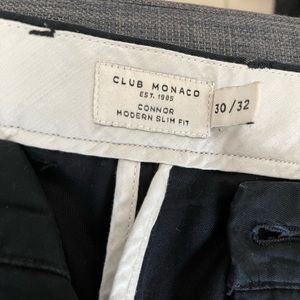 CLUB MONACO
EST. 1985
CONNOR
MODERN SLIM FIT
30 / 32